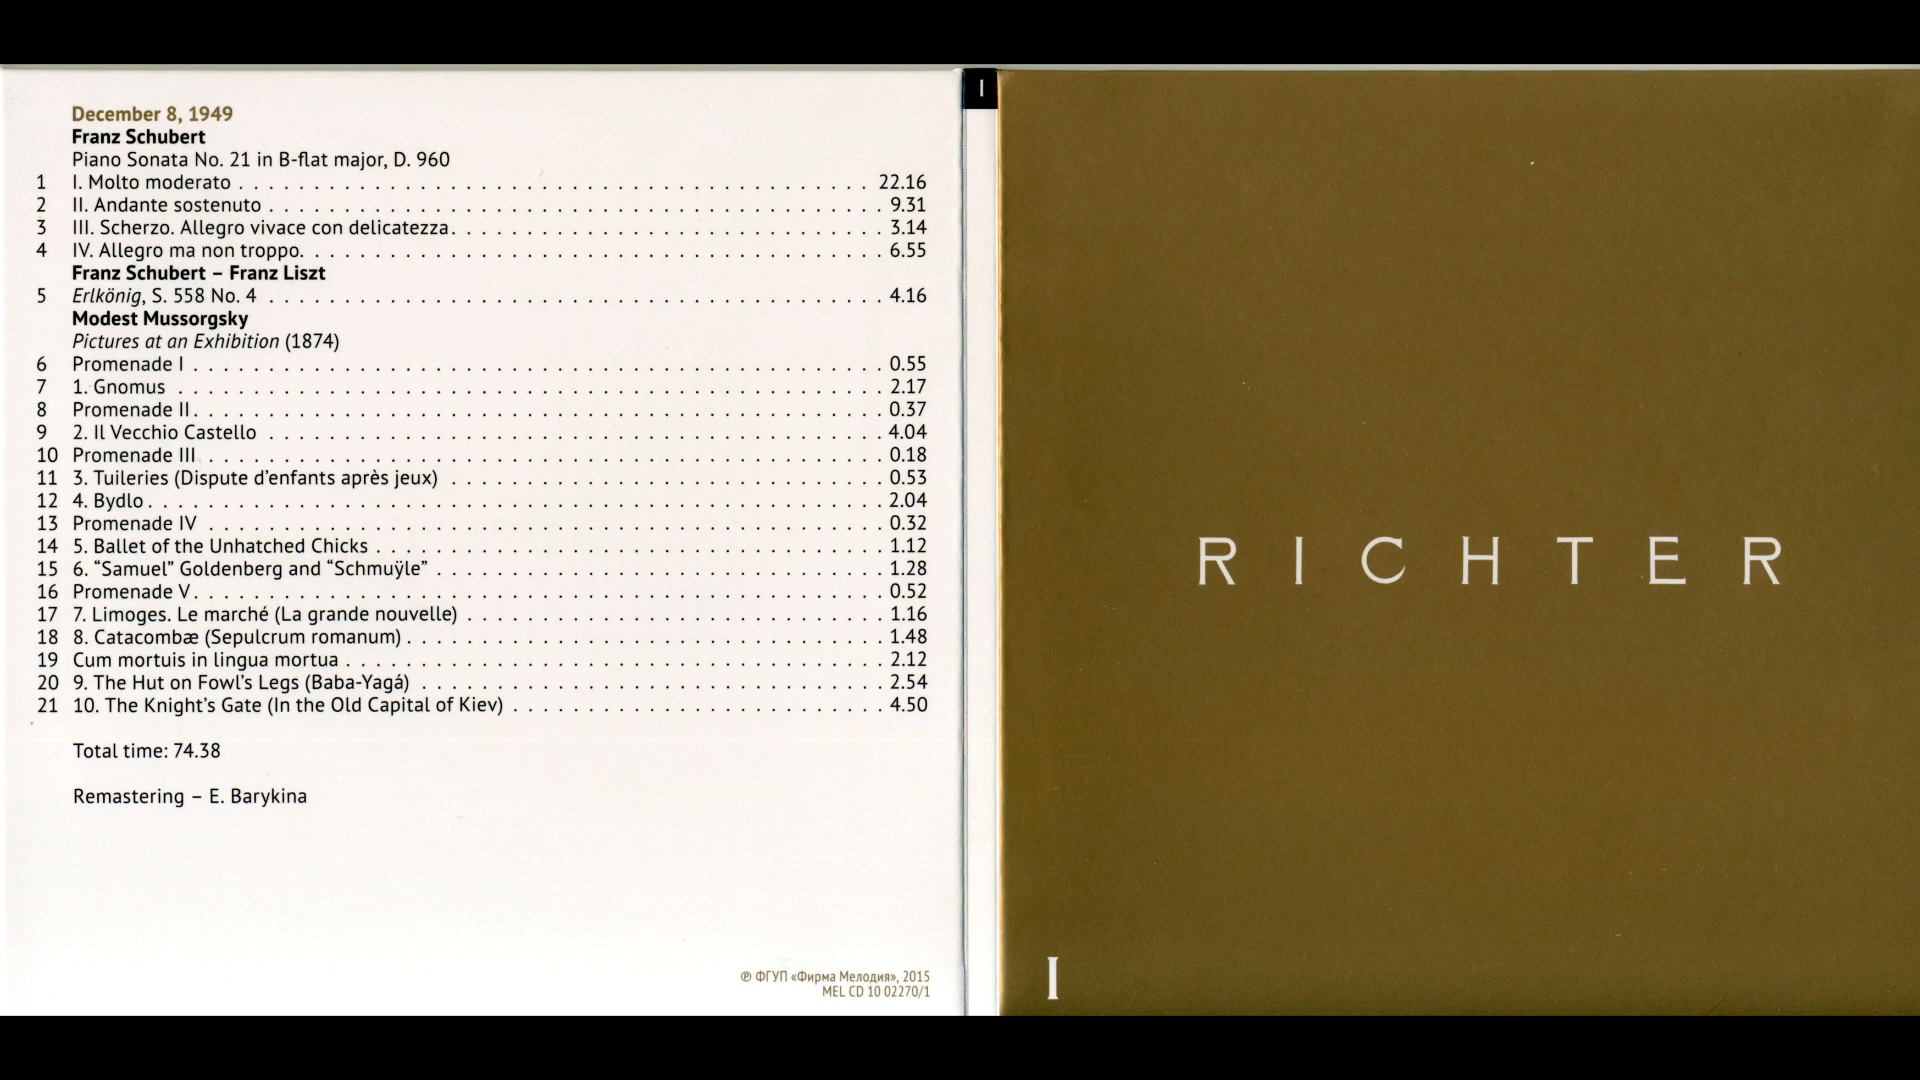 December 8, 1949
Franz Schubert
Piano Sonata No. 21 in B-flat major, D. 960
1 I. Molto moderato . . . . . . . . . . . . . . . . . . . . . . . . . . . . . . . . . . . . . . . . . . 22.16
2 II. Andante sostenuto . . . . . . . . . . . . . . . . . . . . . . . . . . . . . . . . . . . . . . . . . 9.31
3 III. Scherzo. Allegro vivace con delicatezza. . . . . . . . . . . . . . . . . . . . . . . . . . . . . 3.14
4 IV. Allegro ma non troppo. . . . . . . . . . . . . . . . . . . . . . . . . . . . . . . . . . . . . . . 6.55
Franz Schubert – Franz Liszt
5 Erlkönig, S. 558 No. 4 . . . . . . . . . . . . . . . . . . . . . . . . . . . . . . . . . . . . . . . . . 4.16
Modest Mussorgsky
Pictures at an Exhibition (1874)
6 Promenade I . . . . . . . . . . . . . . . . . . . . . . . . . . . . . . . . . . . . . . . . . . . . . . 0.55
7 1. Gnomus . . . . . . . . . . . . . . . . . . . . . . . . . . . . . . . . . . . . . . . . . . . . . . . 2.17
8 Promenade II. . . . . . . . . . . . . . . . . . . . . . . . . . . . . . . . . . . . . . . . . . . . . . 0.37
9 2. Il Vecchio Castello . . . . . . . . . . . . . . . . . . . . . . . . . . . . . . . . . . . . . . . . . 4.04
10 Promenade III. . . . . . . . . . . . . . . . . . . . . . . . . . . . . . . . . . . . . . . . . . . . . 0.18
11 3. Tuileries (Dispute d’enfants après jeux) . . . . . . . . . . . . . . . . . . . . . . . . . . . . . 0.53
12 4. Bydlo. . . . . . . . . . . . . . . . . . . . . . . . . . . . . . . . . . . . . . . . . . . . . . . . . 2.04
13 Promenade IV . . . . . . . . . . . . . . . . . . . . . . . . . . . . . . . . . . . . . . . . . . . . . 0.32
14 5. Ballet of the Unhatched Chicks . . . . . . . . . . . . . . . . . . . . . . . . . . . . . . . . . . 1.12
15 6. “Samuel” Goldenberg and “Schmuÿle” . . . . . . . . . . . . . . . . . . . . . . . . . . . . . . 1.28
16 Promenade V. . . . . . . . . . . . . . . . . . . . . . . . . . . . . . . . . . . . . . . . . . . . . . 0.52
17 7. Limoges. Le marché (La grande nouvelle) . . . . . . . . . . . . . . . . . . . . . . . . . . . . 1.16
18 8. Catacombæ (Sepulcrum romanum) . . . . . . . . . . . . . . . . . . . . . . . . . . . . . . . . 1.48
19 Cum mortuis in lingua mortua . . . . . . . . . . . . . . . . . . . . . . . . . . . . . . . . . . . . 2.12
20 9. The Hut on Fowl’s Legs (Baba-Yagá) . . . . . . . . . . . . . . . . . . . . . . . . . . . . . . . 2.54
21 10. The Knight’s Gate (In the Old Capital of Kiev) . . . . . . . . . . . . . . . . . . . . . . . . . 4.50
Total time: 74.38
Remastering – E. Barykina
℗ ФГУП «Фирма Мелодия», 2015
MEL CD 10 02270/1
I
RICHTER
I